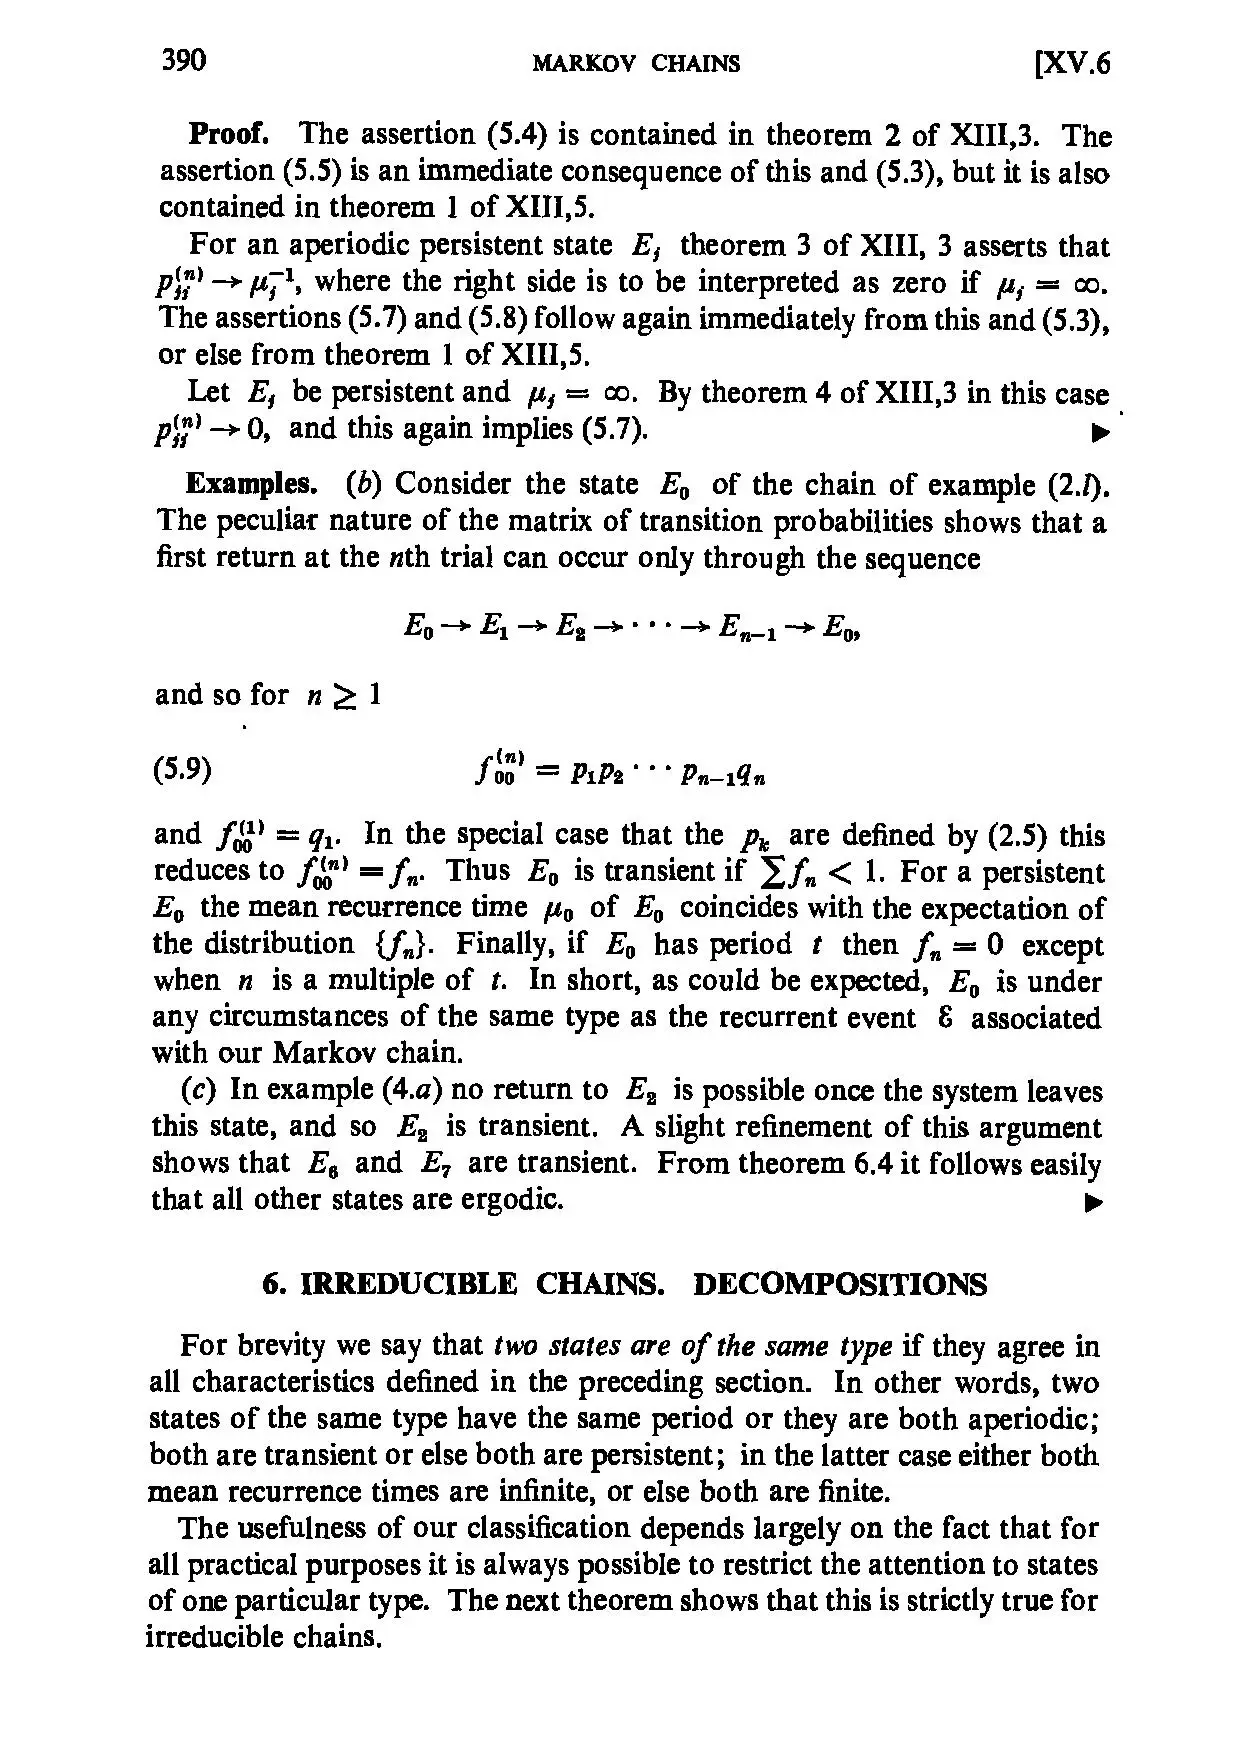 390 MARKOV CHAINS [XV.6
Proof. The assertion (5.4) is contained in theorem 2 of XIII,3. The
assertion (5.5) is an immediate consequence of this and (5.3), but it is also
contained in theorem 1 of XIII,5.
For an aperiodic persistent state E_j theorem 3 of XIII, 3 asserts that
p_{jj}^{(n)} → μ_j^{-1}, where the right side is to be interpreted as zero if μ_j = ∞.
The assertions (5.7) and (5.8) follow again immediately from this and (5.3),
or else from theorem 1 of XIII,5.
Let E_j be persistent and μ_j = ∞. By theorem 4 of XIII,3 in this case
p_{jj}^{(n)} → 0, and this again implies (5.7). ►
Examples. (b) Consider the state E_0 of the chain of example (2.l).
The peculiar nature of the matrix of transition probabilities shows that a
first return at the nth trial can occur only through the sequence
E_0 → E_1 → E_2 → · · · → E_{n-1} → E_0,
and so for n ≥ 1
(5.9) f_{00}^{(n)} = p_1p_2 · · · p_{n-1}q_n
and f_{00}^{(1)} = q_1. In the special case that the p_k are defined by (2.5) this
reduces to f_{00}^{(n)} = f_n. Thus E_0 is transient if ∑f_n < 1. For a persistent
E_0 the mean recurrence time μ_0 of E_0 coincides with the expectation of
the distribution {f_n}. Finally, if E_0 has period t then f_n = 0 except
when n is a multiple of t. In short, as could be expected, E_0 is under
any circumstances of the same type as the recurrent event ℰ associated
with our Markov chain.
(c) In example (4.a) no return to E_2 is possible once the system leaves
this state, and so E_2 is transient. A slight refinement of this argument
shows that E_6 and E_7 are transient. From theorem 6.4 it follows easily
that all other states are ergodic. ►
6. IRREDUCIBLE CHAINS. DECOMPOSITIONS
For brevity we say that two states are of the same type if they agree in
all characteristics defined in the preceding section. In other words, two
states of the same type have the same period or they are both aperiodic;
both are transient or else both are persistent; in the latter case either both
mean recurrence times are infinite, or else both are finite.
The usefulness of our classification depends largely on the fact that for
all practical purposes it is always possible to restrict the attention to states
of one particular type. The next theorem shows that this is strictly true for
irreducible chains.